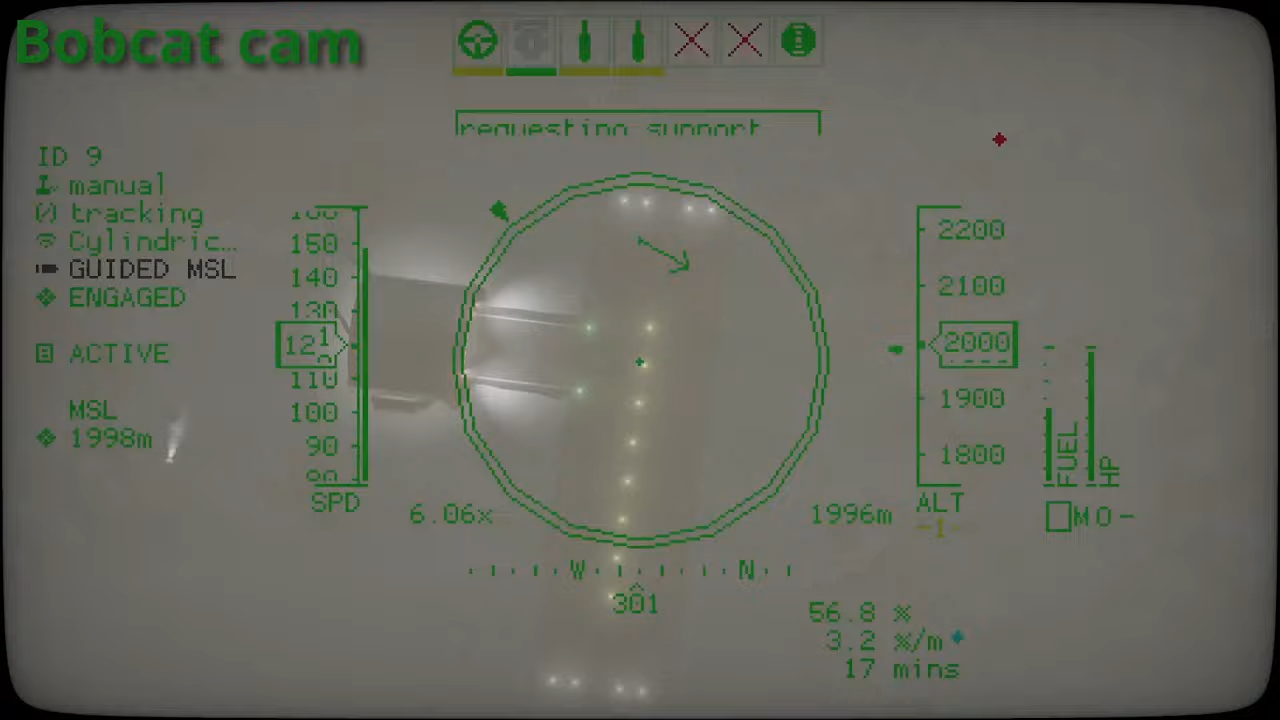 Bobcat cam
requesting support
ID 9
manual
tracking
Cylindric…
GUIDED MSL
ENGAGED
ACTIVE
MSL
1998m
150
140
130
110
100
90
SPD
6.06x
2200
2100
2000
1900
1800
ALT
-1-
1996m
FUEL
HP
MO-
W N
301
56.8 %
3.2 %/m
17 mins